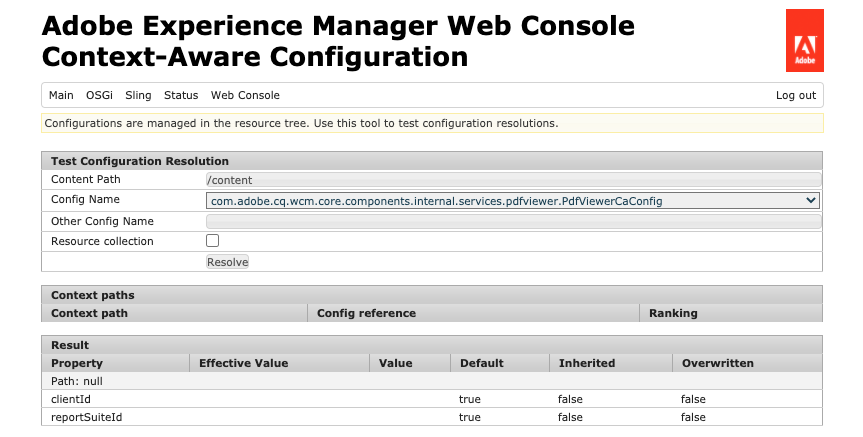 Adobe Experience Manager Web Console
Context-Aware Configuration
Adobe
Main OSGi Sling Status Web Console Log out
Configurations are managed in the resource tree. Use this tool to test configuration resolutions.
Test Configuration Resolution
Content Path /content
Config Name com.adobe.cq.wcm.core.components.internal.services.pdfviewer.PdfViewerCaConfig
Other Config Name
Resource collection
Resolve
Context paths
Context path Config reference Ranking
Result
Property Effective Value Value Default Inherited Overwritten
Path: null
clientId true false false
reportSuiteId true false false